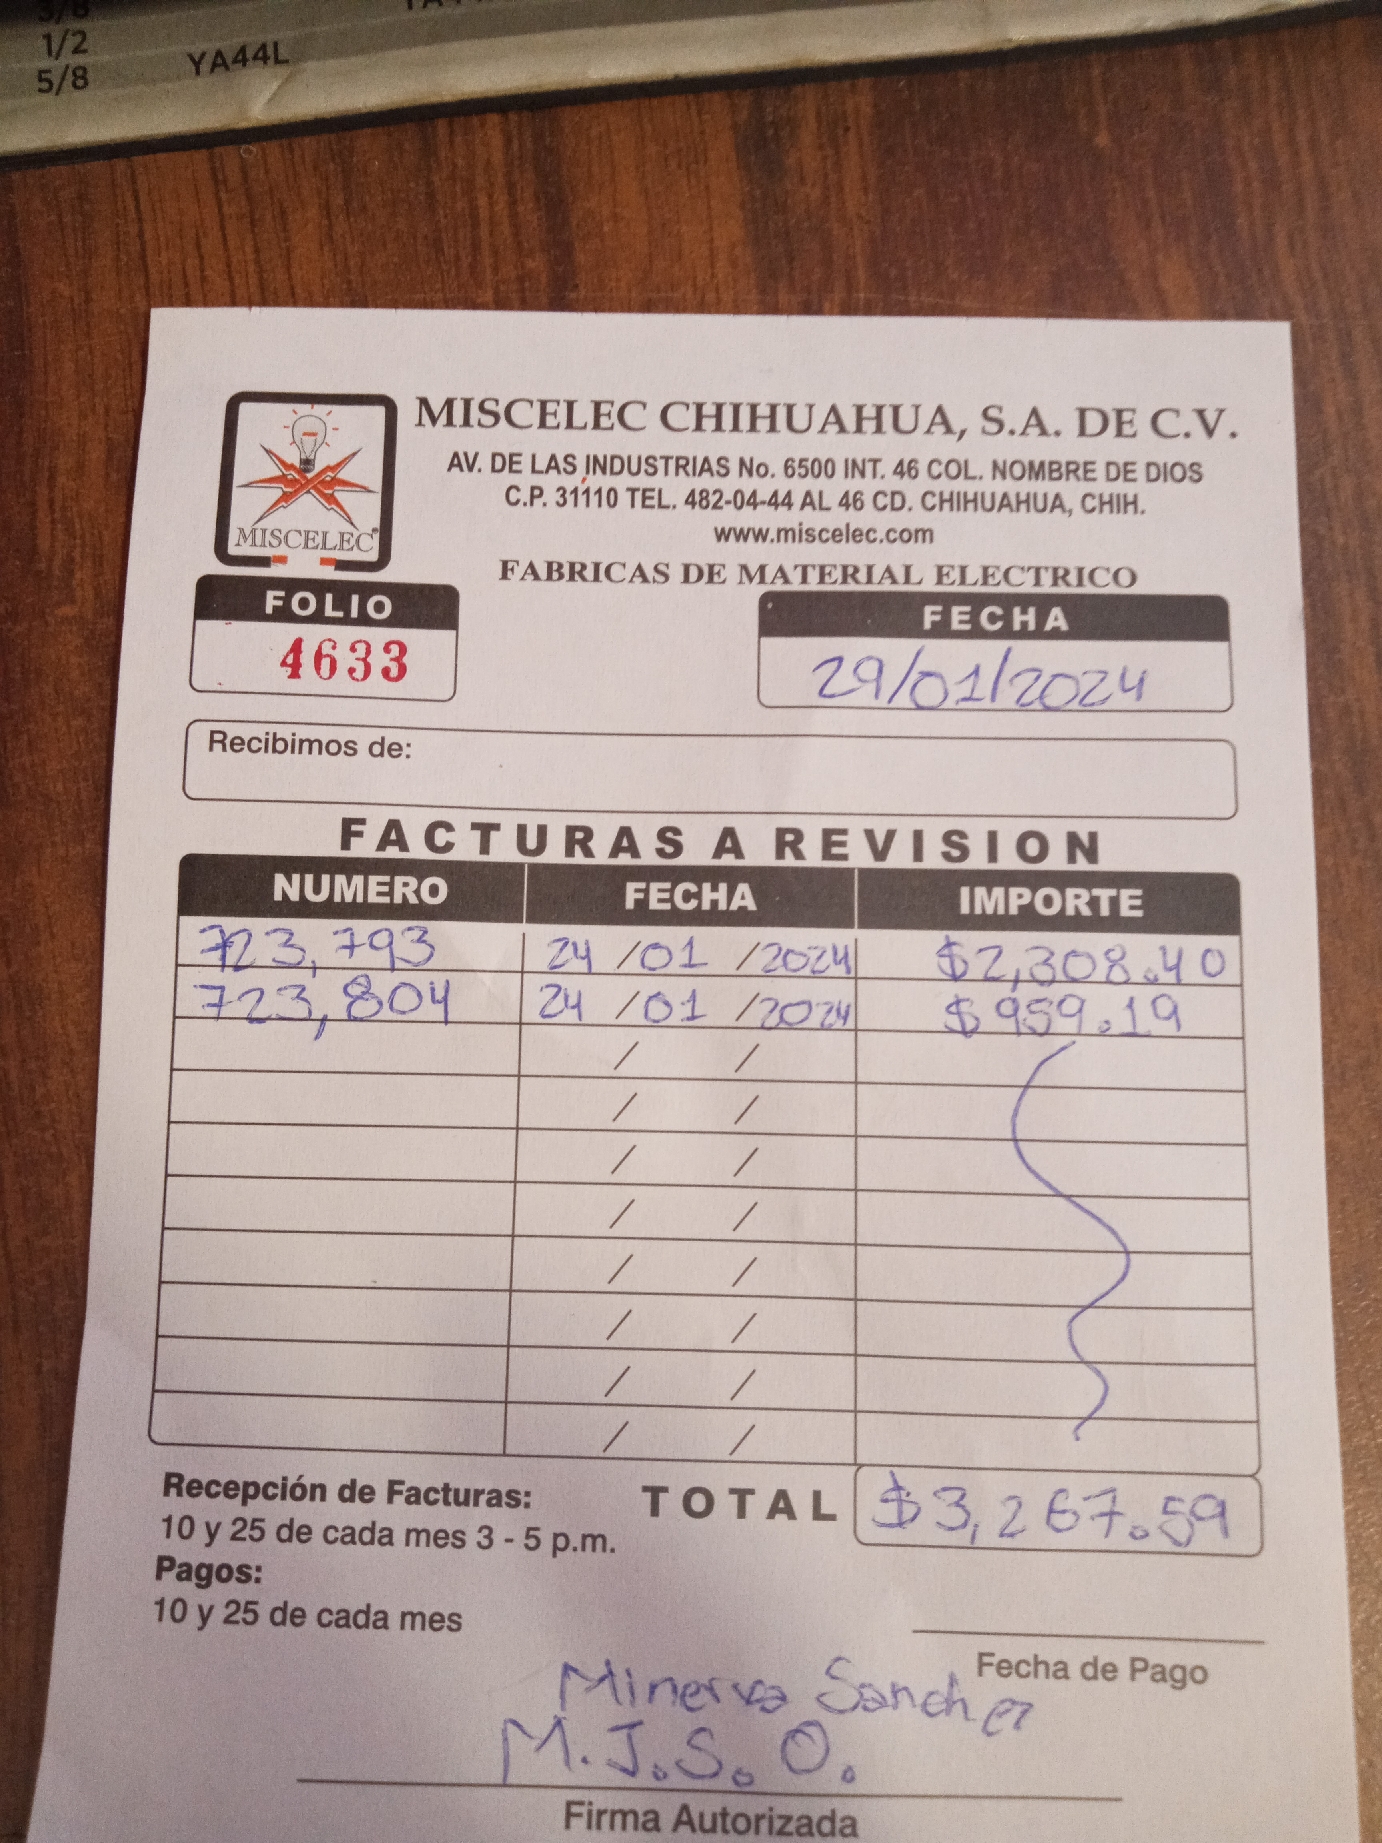 3/8
1/2
5/8 YA44L
MISCELEC
MISCELEC CHIHUAHUA, S.A. DE C.V.
AV. DE LAS INDUSTRIAS No. 6500 INT. 46 COL. NOMBRE DE DIOS
C.P. 31110 TEL. 482-04-44 AL 46 CD. CHIHUAHUA, CHIH.
www.miscelec.com
FABRICAS DE MATERIAL ELECTRICO
FOLIO
4633
FECHA
29/01/2024
Recibimos de:
FACTURAS A REVISION
NUMERO FECHA IMPORTE
723,793 24 /01 /2024 $2,308.40
723,804 24 /01 /2024 $959.19
/ /
/ /
/ /
/ /
/ /
/ /
/ /
/ /
TOTAL $3,267.59
Recepción de Facturas:
10 y 25 de cada mes 3 - 5 p.m.
Pagos:
10 y 25 de cada mes
Fecha de Pago
Minerva Sanchez
M.J.S.O.
Firma Autorizada